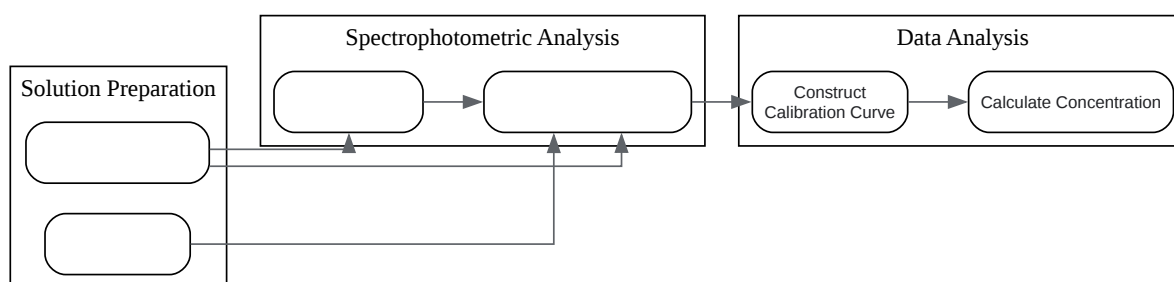 Solution Preparation
Spectrophotometric Analysis
Data Analysis
Construct
Calibration Curve
Calculate Concentration